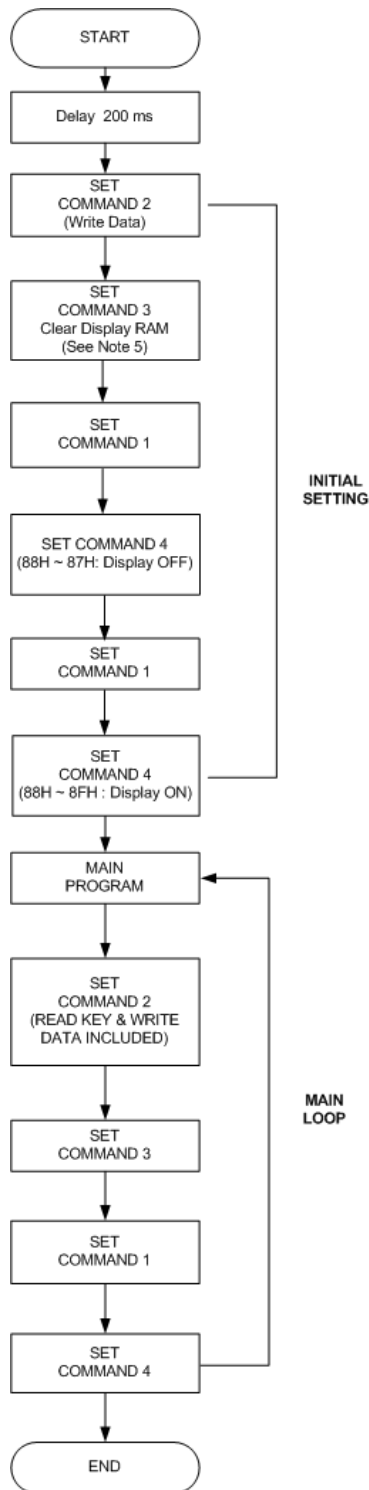 START
Delay 200 ms
SET
COMMAND 2
(Write Data)
SET
COMMAND 3
Clear Display RAM
(See Note 5)
SET
COMMAND 1
INITIAL
SETTING
SET COMMAND 4
(88H ~ 87H: Display OFF)
SET
COMMAND 1
SET
COMMAND 4
(88H ~ 8FH : Display ON)
MAIN
PROGRAM
SET
COMMAND 2
(READ KEY & WRITE
DATA INCLUDED)
MAIN
LOOP
SET
COMMAND 3
SET
COMMAND 1
SET
COMMAND 4
END